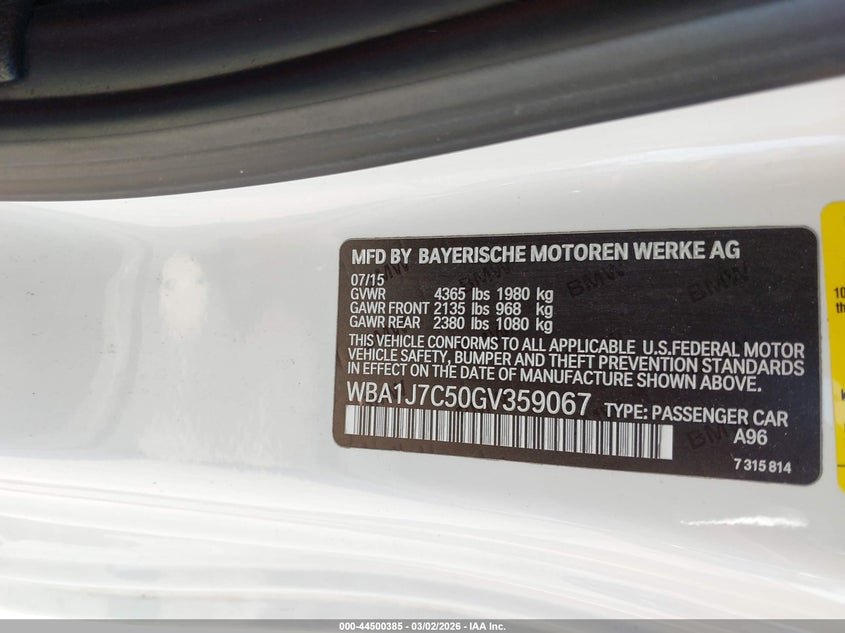 MFD BY BAYERISCHE MOTOREN WERKE AG
07/15
GVWR 4365 lbs 1980 kg
GAWR FRONT 2135 lbs 968 kg
GAWR REAR 2380 lbs 1080 kg
THIS VEHICLE CONFORMS TO ALL APPLICABLE U.S.FEDERAL MOTOR
VEHICLE SAFETY, BUMPER AND THEFT PREVENTION STANDARDS
IN EFFECT ON THE DATE OF MANUFACTURE SHOWN ABOVE.
WBA1J7C50GV359067 TYPE: PASSENGER CAR
A96
7 315 814
10
th
000-44500385 - 03/02/2026 - IAA Inc.